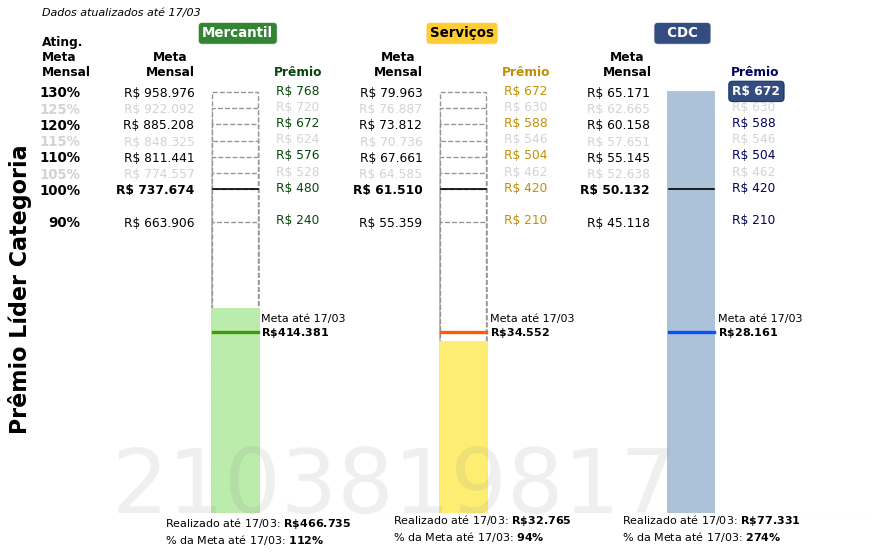 Dados atualizados até 17/03
Mercantil Serviços CDC
Ating. Meta Mensal Meta Mensal Prêmio Meta Mensal Prêmio Meta Mensal Prêmio
130% R$ 958.976 R$ 768 R$ 79.963 R$ 672 R$ 65.171 R$ 672
125% R$ 922.092 R$ 720 R$ 76.887 R$ 630 R$ 62.665 R$ 630
120% R$ 885.208 R$ 672 R$ 73.812 R$ 588 R$ 60.158 R$ 588
115% R$ 848.325 R$ 624 R$ 70.736 R$ 546 R$ 57.651 R$ 546
110% R$ 811.441 R$ 576 R$ 67.661 R$ 504 R$ 55.145 R$ 504
105% R$ 774.557 R$ 528 R$ 64.585 R$ 462 R$ 52.638 R$ 462
100% R$ 737.674 R$ 480 R$ 61.510 R$ 420 R$ 50.132 R$ 420
90% R$ 663.906 R$ 240 R$ 55.359 R$ 210 R$ 45.118 R$ 210
Prêmio Líder Categoria
Meta até 17/03 Meta até 17/03 Meta até 17/03
R$414.381 R$34.552 R$28.161
2103819817
Realizado até 17/03: R$466.735 Realizado até 17/03: R$32.765 Realizado até 17/03: R$77.331
% da Meta até 17/03: 112% % da Meta até 17/03: 94% % da Meta até 17/03: 274%